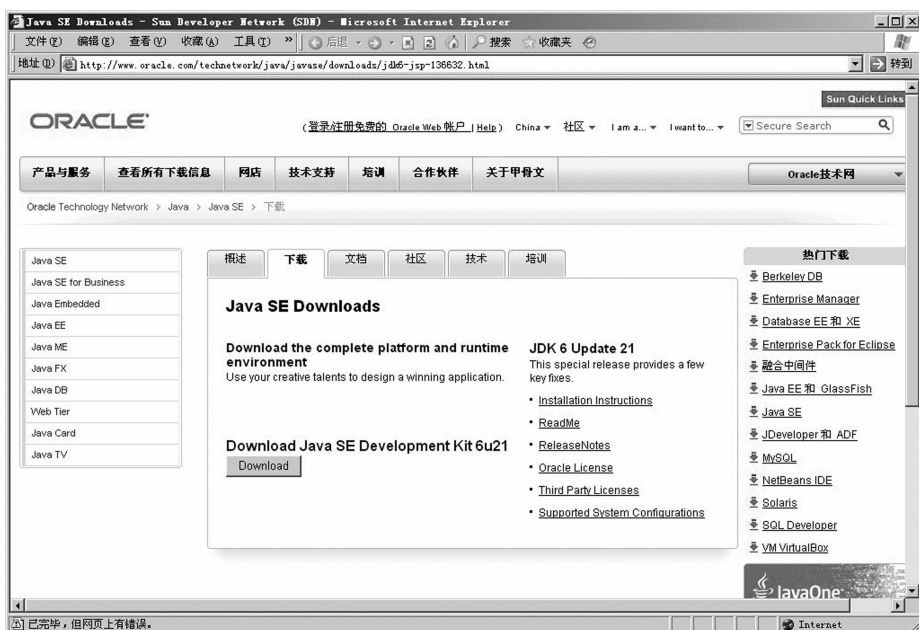 Java SE Downloads - Sun Developer Network (SDN) - Microsoft Internet Explorer
文件(F) 编辑(E) 查看(V) 收藏(A) 工具(T) » 后退 搜索 收藏夹
地址(D) http://www.oracle.com/technetwork/java/javase/downloads/jdk6-jsp-136632.html 转到
Sun Quick Links
ORACLE
(登录/注册免费的 Oracle Web 帐户 | Help) China 社区 I am a... I want to... Secure Search
产品与服务 查看所有下载信息 网店 技术支持 培训 合作伙伴 关于甲骨文 Oracle技术网
Oracle Technology Network > Java > Java SE > 下载
Java SE
Java SE for Business
Java Embedded
Java EE
Java ME
Java FX
Java DB
Web Tier
Java Card
Java TV
概述 下载 文档 社区 技术 培训
Java SE Downloads
Download the complete platform and runtime
environment
Use your creative talents to design a winning application.
Download Java SE Development Kit 6u21
Download
JDK 6 Update 21
This special release provides a few
key fixes.
Installation Instructions
ReadMe
ReleaseNotes
Oracle License
Third Party Licenses
Supported System Configurations
热门下载
Berkeley DB
Enterprise Manager
Database EE 和 XE
Enterprise Pack for Eclipse
融合中间件
Java EE 和 GlassFish
Java SE
JDeveloper 和 ADF
MySQL
NetBeans IDE
Solaris
SQL Developer
VM VirtualBox
JavaOne
已完毕，但网页上有错误。 Internet